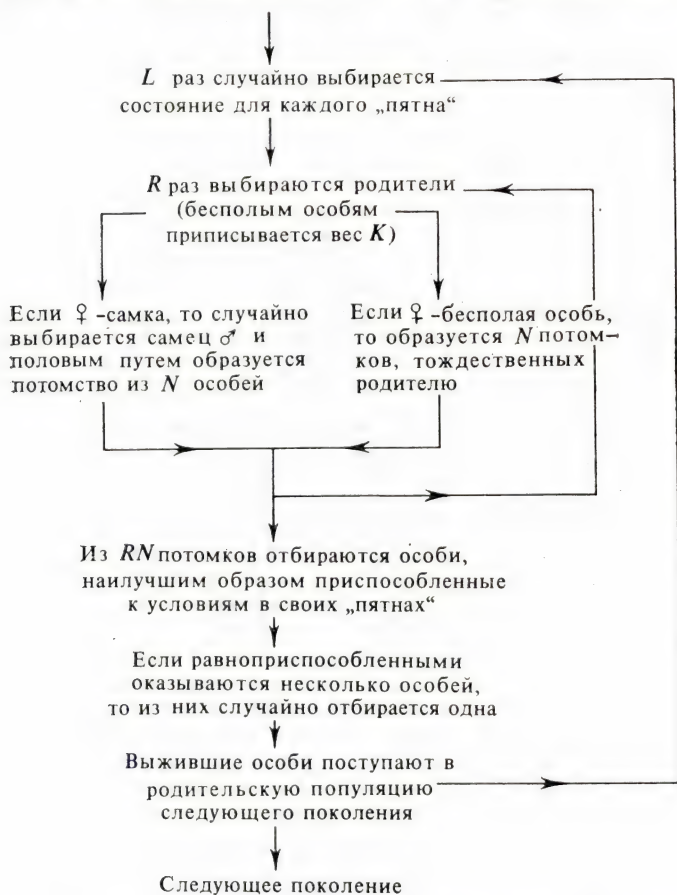 L раз случайно выбирается
состояние для каждого „пятна“
R раз выбираются родители
(бесполым особям
приписывается вес K)
Если ♀ -самка, то случайно
выбирается самец ♂ и
половым путем образуется
потомство из N особей
Если ♀ -бесполая особь,
то образуется N потом-
ков, тождественных
родителю
Из RN потомков отбираются особи,
наилучшим образом приспособленные
к условиям в своих „пятнах“
Если равноприспособленными
оказываются несколько особей,
то из них случайно отбирается одна
Выжившие особи поступают в
родительскую популяцию
следующего поколения
Следующее поколение